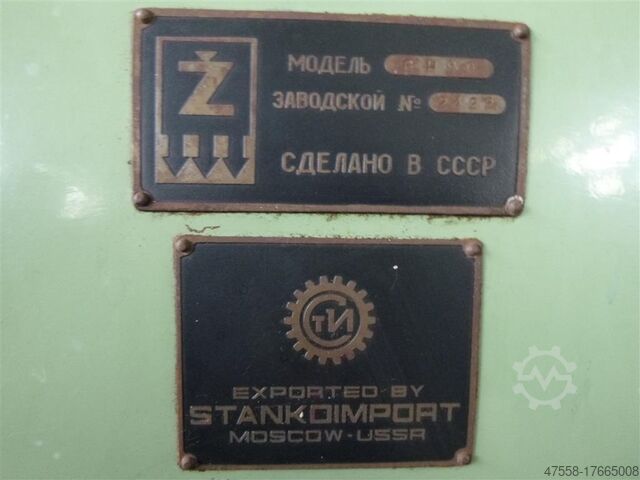 Ž
МОДЕЛЬ
ЗАВОДСКОЙ №
СДЕЛАНО В СССР
СТИ
EXPORTED BY
STANKOIMPORT
MOSCOW-USSR
47558-17665008